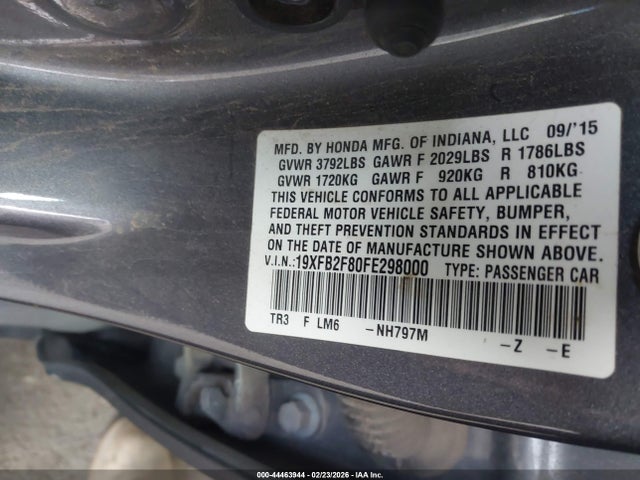 MFD. BY HONDA MFG. OF INDIANA, LLC 09/'15
GVWR 3792LBS GAWR F 2029LBS R 1786LBS
GVWR 1720KG GAWR F 920KG R 810KG
THIS VEHICLE CONFORMS TO ALL APPLICABLE
FEDERAL MOTOR VEHICLE SAFETY, BUMPER,
AND THEFT PREVENTION STANDARDS IN EFFECT
ON THE DATE OF MANUFACTURE SHOWN ABOVE.
V.I.N.:19XFB2F80FE298000 TYPE: PASSENGER CAR
TR3 F LM6 -NH797M -Z -E
000-44463944 - 02/23/2026 - IAA Inc.